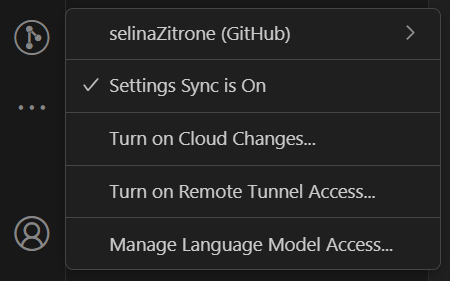 selinaZitrone (GitHub)
Settings Sync is On
Turn on Cloud Changes...
Turn on Remote Tunnel Access...
Manage Language Model Access...